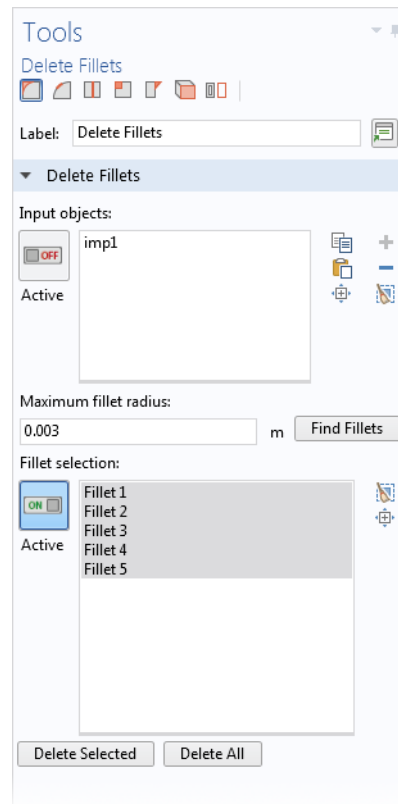 Tools
Delete Fillets
Label: Delete Fillets
Delete Fillets
Input objects:
OFF
imp1
Active
Maximum fillet radius:
0.003 m Find Fillets
Fillet selection:
Fillet 1
ON
Fillet 2
Fillet 3
Active
Fillet 4
Fillet 5
Delete Selected Delete All